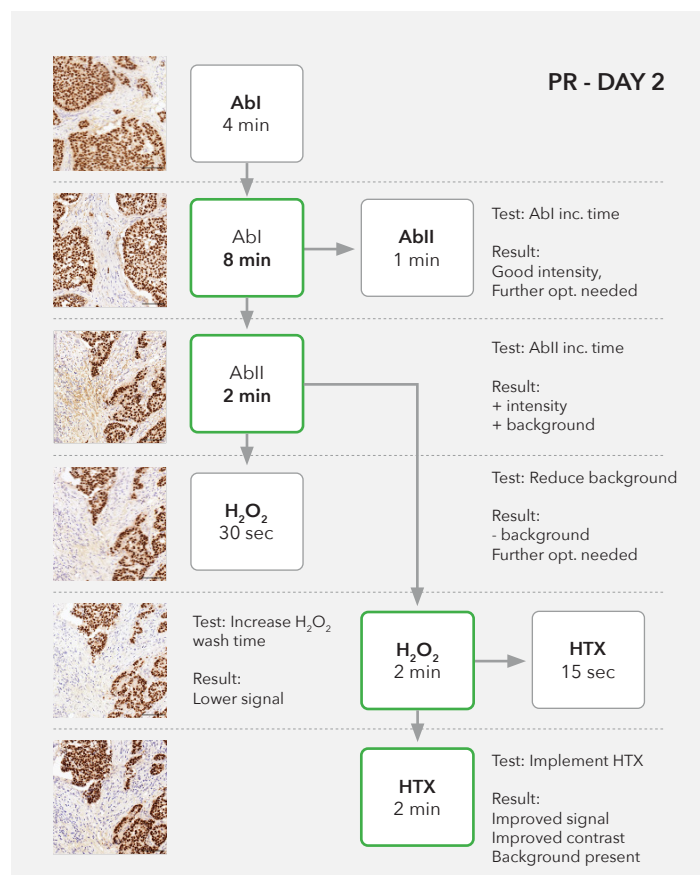 PR - DAY 2
AbI
4 min
AbI
8 min
AbII
1 min
Test: AbI inc. time
Result:
Good intensity,
Further opt. needed
AbII
2 min
Test: AbII inc. time
Result:
+ intensity
+ background
H₂O₂
30 sec
Test: Reduce background
Result:
- background
Further opt. needed
Test: Increase H₂O₂
wash time
Result:
Lower signal
H₂O₂
2 min
HTX
15 sec
HTX
2 min
Test: Implement HTX
Result:
Improved signal
Improved contrast
Background present